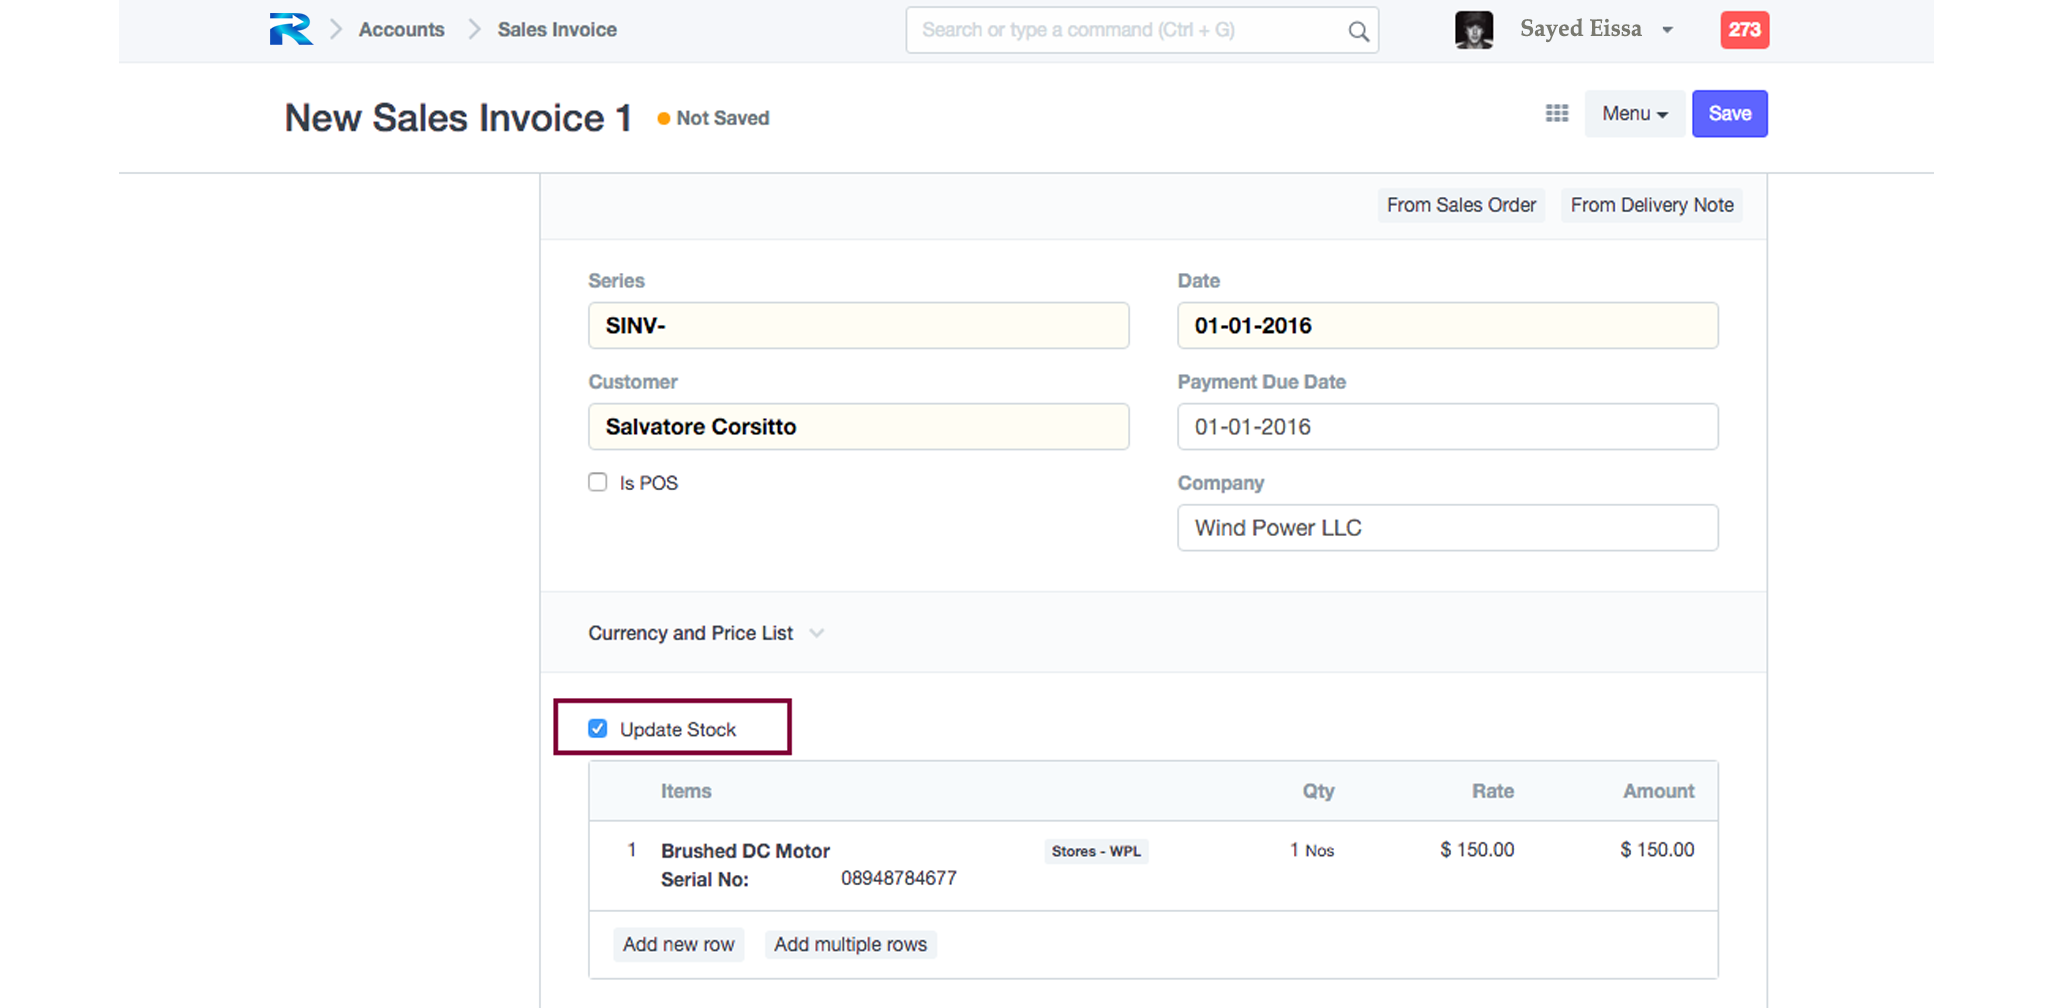 Accounts Sales Invoice Search or type a command (Ctrl + G) Sayed Eissa 273
New Sales Invoice 1 Not Saved Menu Save
From Sales Order From Delivery Note
Series Date
SINV- 01-01-2016
Customer Payment Due Date
Salvatore Corsitto 01-01-2016
Is POS Company
Wind Power LLC
Currency and Price List
Update Stock
Items Qty Rate Amount
1 Brushed DC Motor Stores - WPL 1 Nos $ 150.00 $ 150.00
Serial No: 08948784677
Add new row Add multiple rows